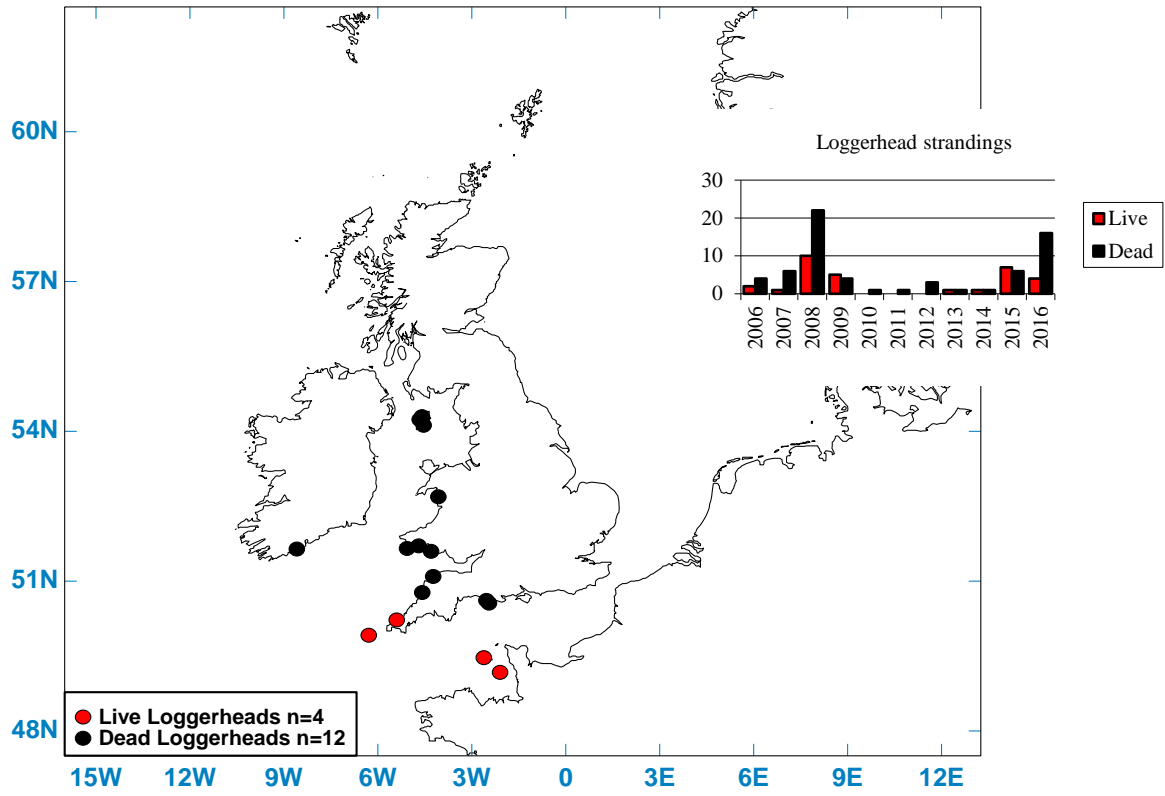 60N
57N
54N
51N
48N
15W 12W 9W 6W 3W 0 3E 6E 9E 12E
Loggerhead strandings
30
20
10
0
2006 2007 2008 2009 2010 2011 2012 2013 2014 2015 2016
Live
Dead
Live Loggerheads n=4
Dead Loggerheads n=12